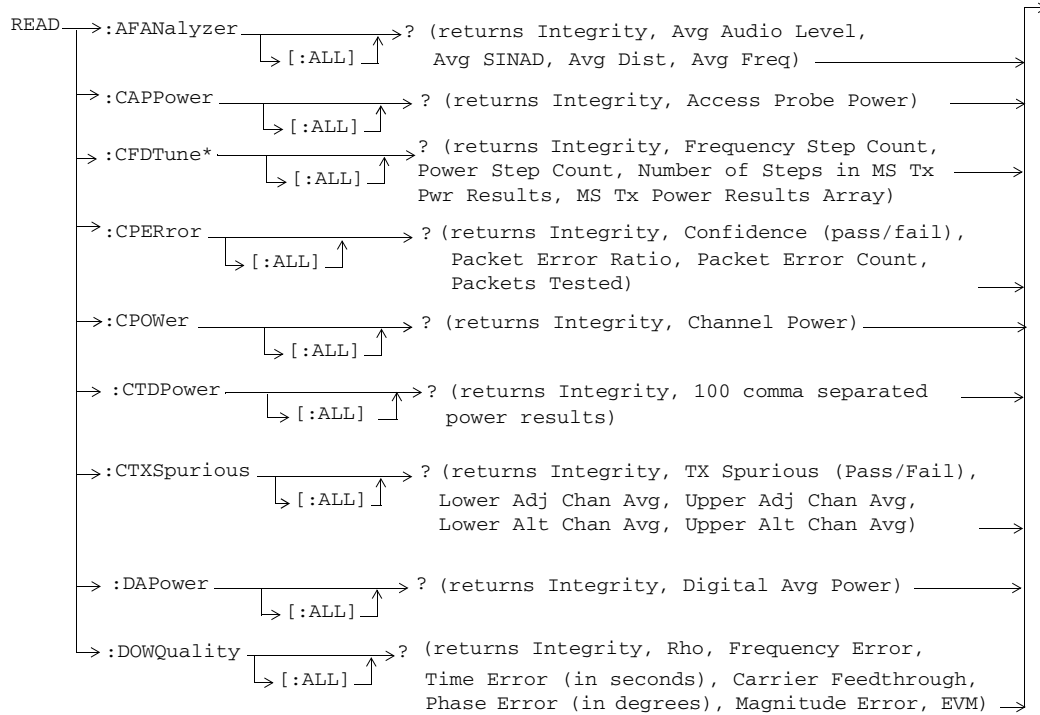 READ :AFANalyzer ? (returns Integrity, Avg Audio Level,
[:ALL] Avg SINAD, Avg Dist, Avg Freq)
:CAPPower ? (returns Integrity, Access Probe Power)
[:ALL]
:CFDTune* ? (returns Integrity, Frequency Step Count,
[:ALL] Power Step Count, Number of Steps in MS Tx
Pwr Results, MS Tx Power Results Array)
:CPERror ? (returns Integrity, Confidence (pass/fail),
[:ALL] Packet Error Ratio, Packet Error Count,
Packets Tested)
:CPOWer ? (returns Integrity, Channel Power)
[:ALL]
:CTDPower ? (returns Integrity, 100 comma separated
[:ALL] power results)
:CTXSpurious ? (returns Integrity, TX Spurious (Pass/Fail),
[:ALL] Lower Adj Chan Avg, Upper Adj Chan Avg,
Lower Alt Chan Avg, Upper Alt Chan Avg)
:DAPower ? (returns Integrity, Digital Avg Power)
[:ALL]
:DOWQuality ? (returns Integrity, Rho, Frequency Error,
[:ALL] Time Error (in seconds), Carrier Feedthrough,
Phase Error (in degrees), Magnitude Error, EVM)